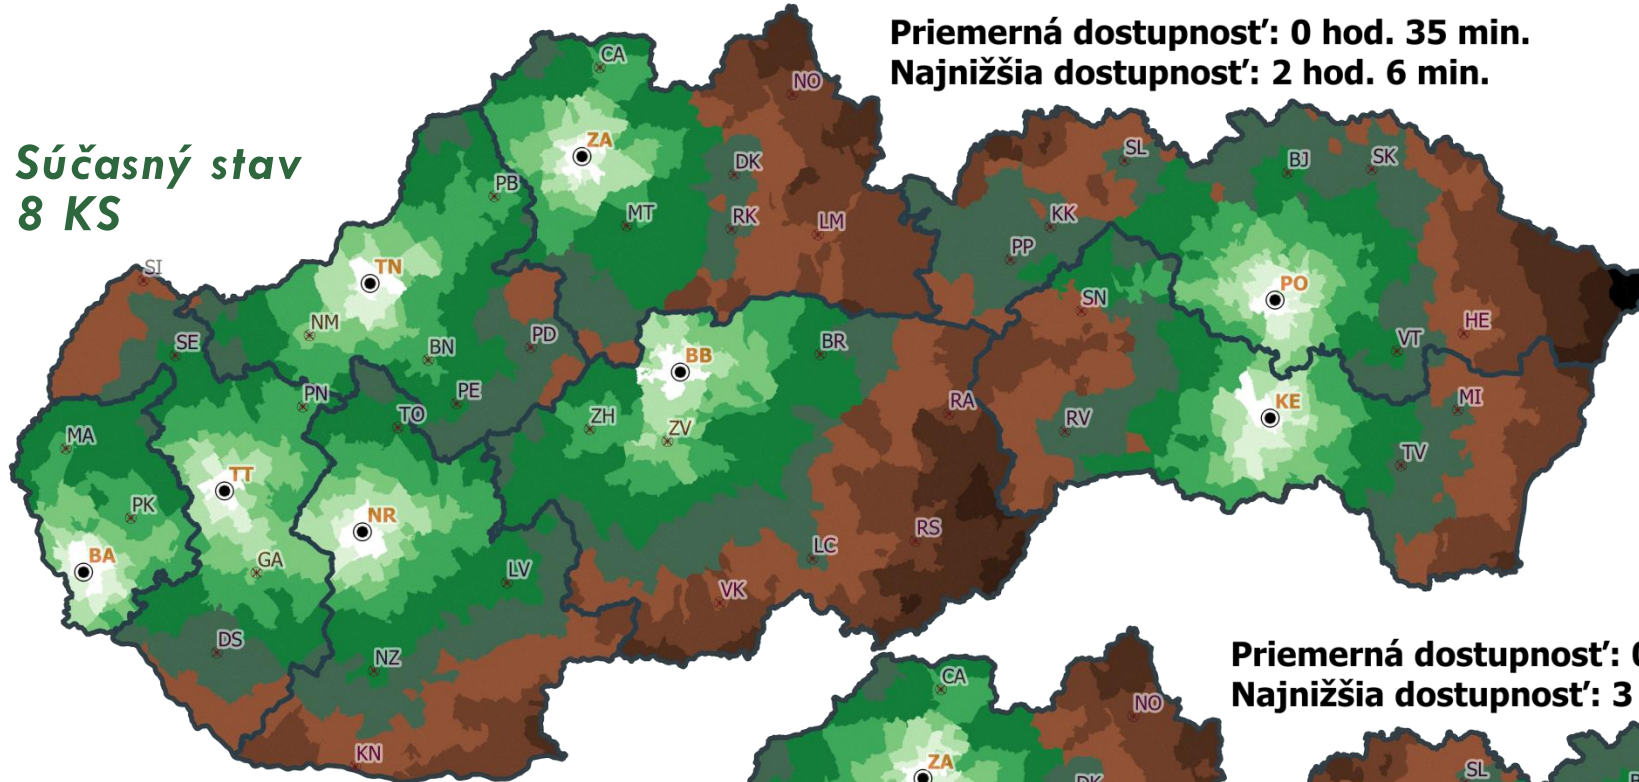 Priemerná dostupnosť: 0 hod. 35 min.
Najnižšia dostupnosť: 2 hod. 6 min.
Súčasný stav
8 KS
CA
NO
ZA
DK
SL
BJ
SK
PB
MT
RK
LM
KK
PP
SI
TN
PO
SN
NM
SE
BN
PD
BB
BR
VT
HE
PN
PE
TO
ZH
ZV
RA
RV
KE
MI
MA
TT
TV
PK
NR
RS
BA
GA
LV
LC
VK
DS
NZ
KN
Priemerná dostupnosť: 0
Najnižšia dostupnosť: 3
CA
NO
ZA
DK
SL